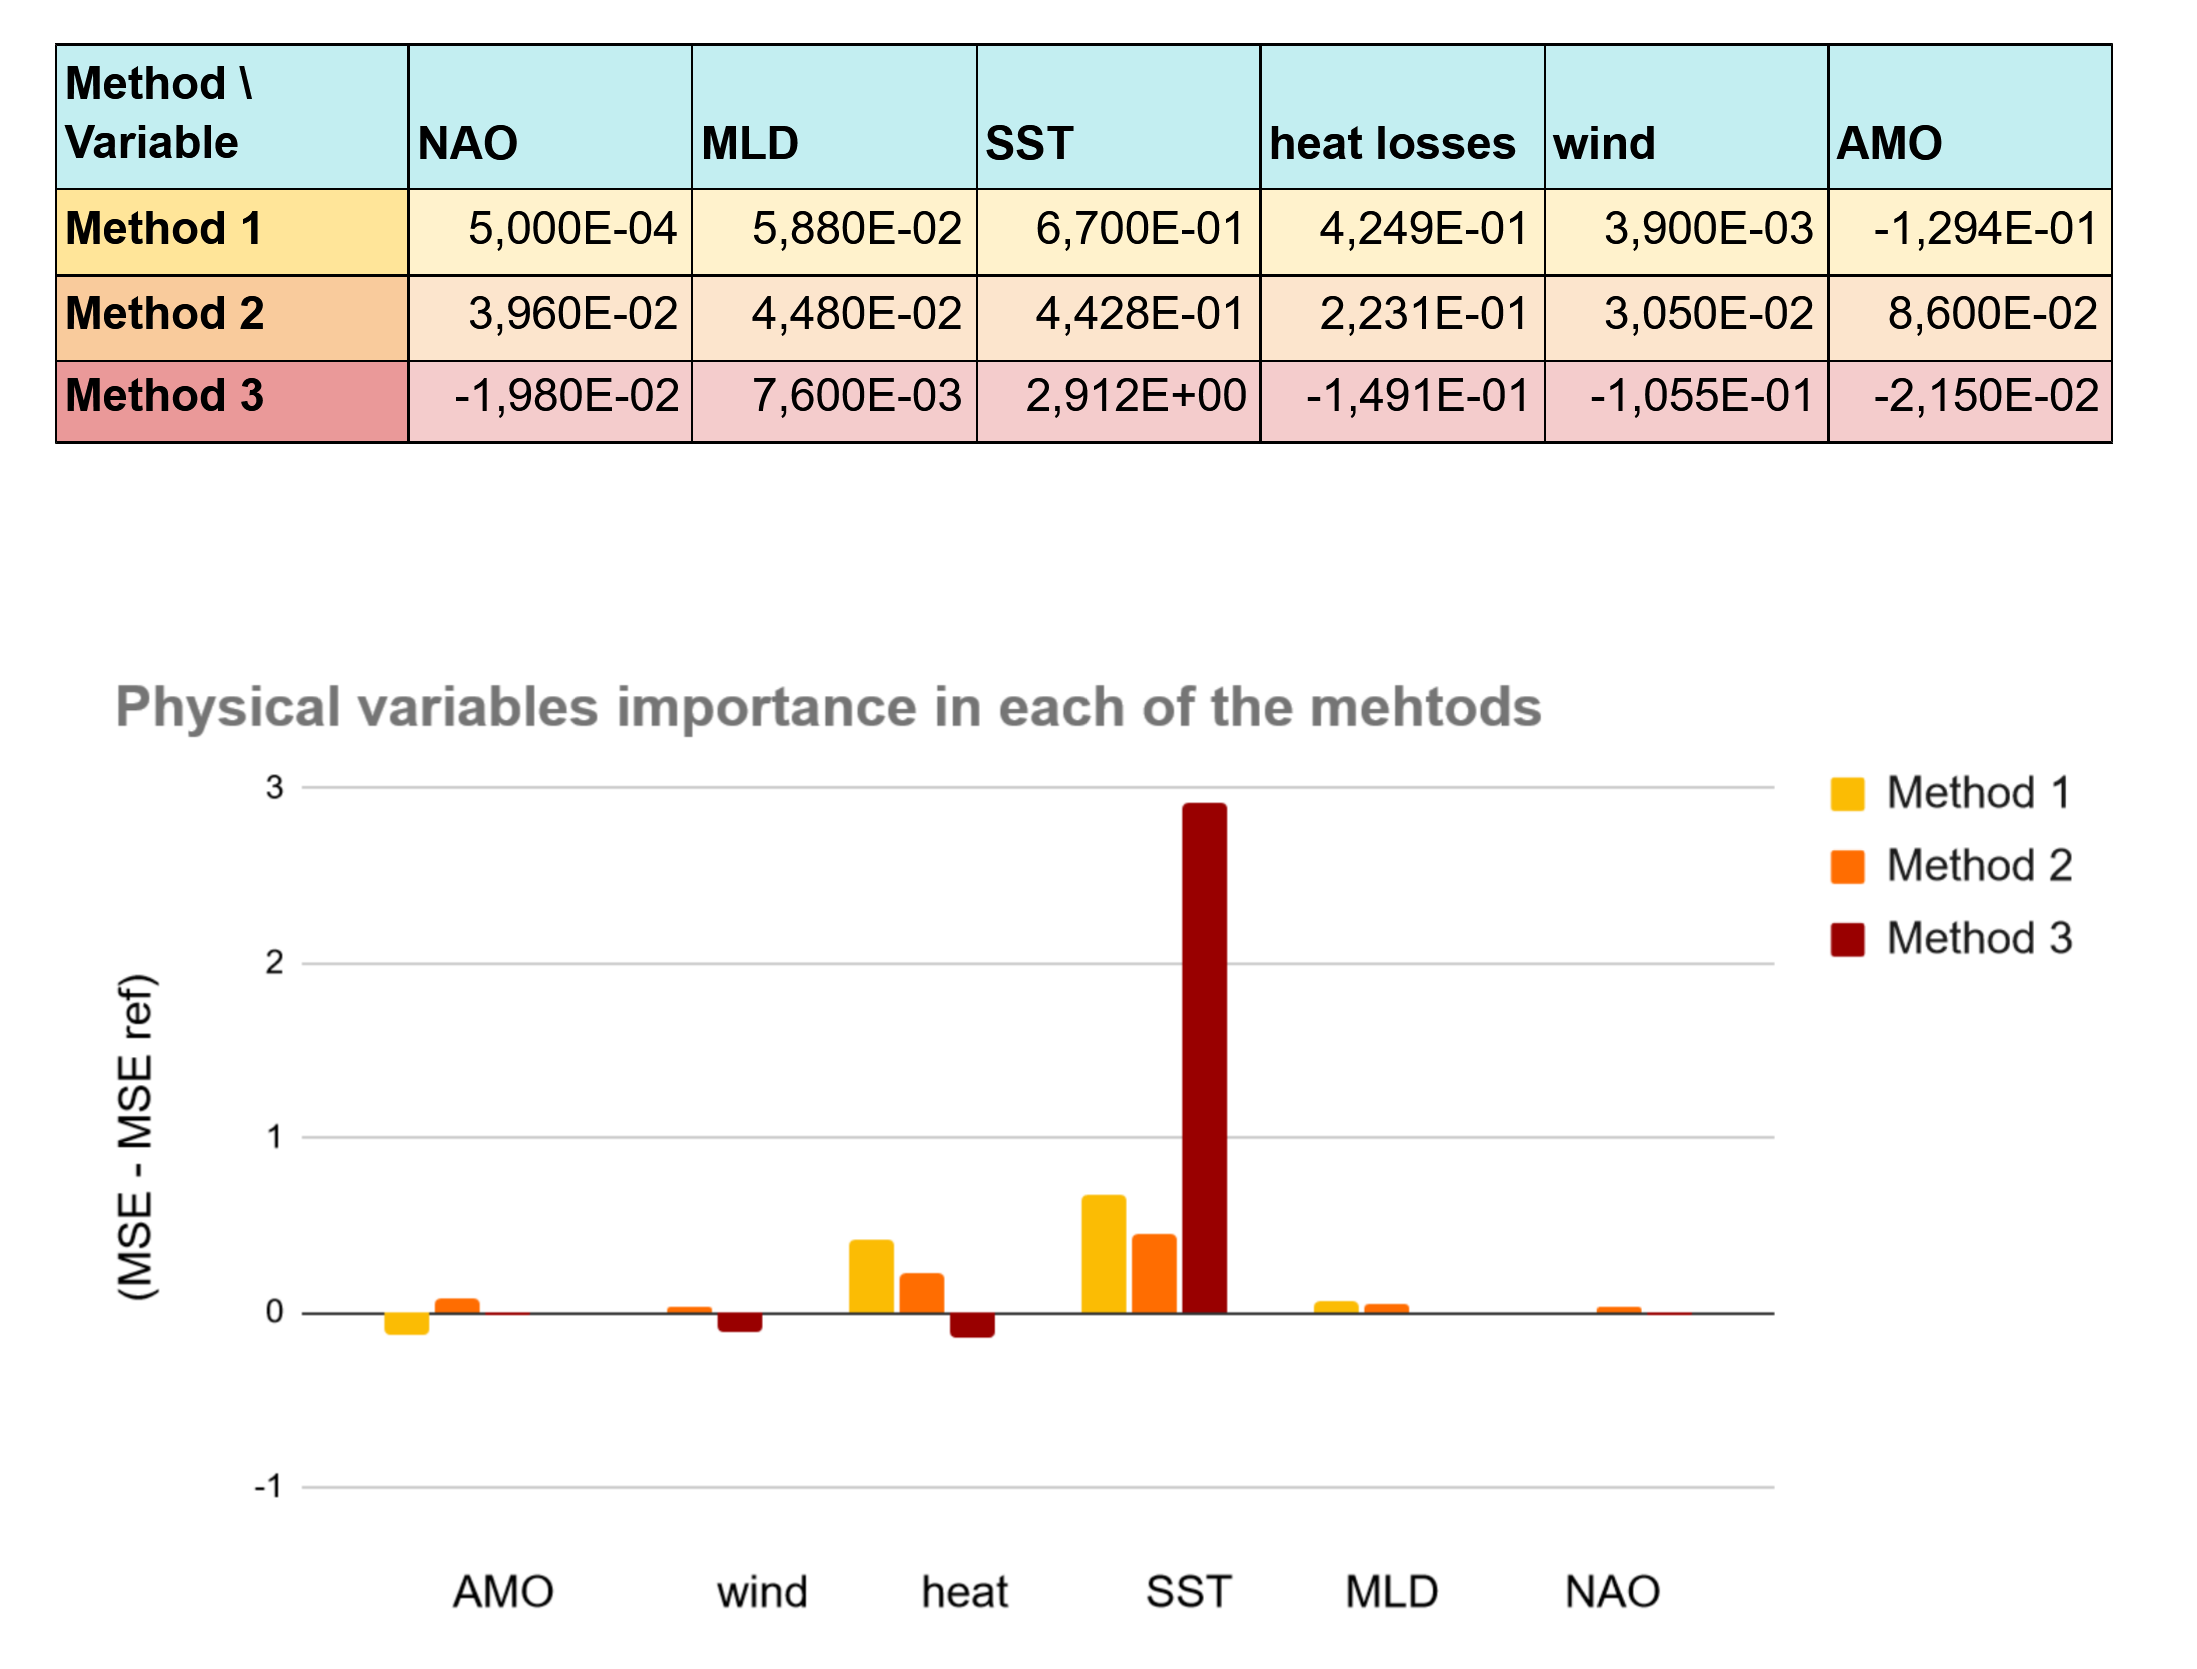 Method \
Variable NAO MLD SST heat losses wind AMO
Method 1 5,000E-04 5,880E-02 6,700E-01 4,249E-01 3,900E-03 -1,294E-01
Method 2 3,960E-02 4,480E-02 4,428E-01 2,231E-01 3,050E-02 8,600E-02
Method 3 -1,980E-02 7,600E-03 2,912E+00 -1,491E-01 -1,055E-01 -2,150E-02
Physical variables importance in each of the mehtods
3
2
1
0
-1
(MSE - MSE ref)
Method 1
Method 2
Method 3
AMO wind heat SST MLD NAO